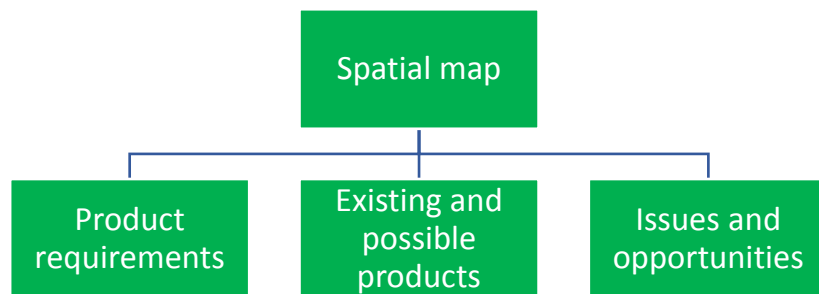 Spatial map
Product
requirements
Existing and
possible
products
Issues and
opportunities